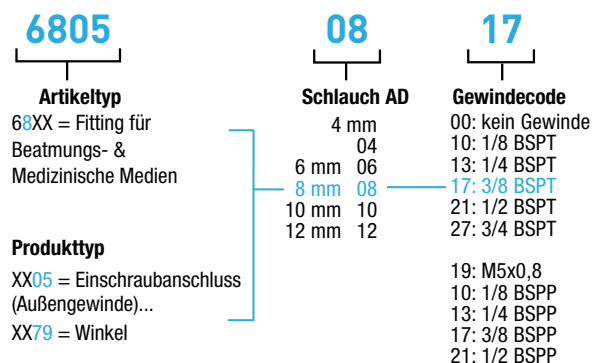 6805 08 17
Artikeltyp
68XX = Fitting für
Beatmungs- &
Medizinische Medien
Produkttyp
XX05 = Einschraubanschluss
(Außengewinde)...
XX79 = Winkel
Schlauch AD
4 mm
04
6 mm 06
8 mm 08
10 mm 10
12 mm 12
Gewindecode
00: kein Gewinde
10: 1/8 BSPT
13: 1/4 BSPT
17: 3/8 BSPT
21: 1/2 BSPT
27: 3/4 BSPT
19: M5x0,8
10: 1/8 BSPP
13: 1/4 BSPP
17: 3/8 BSPP
21: 1/2 BSPP